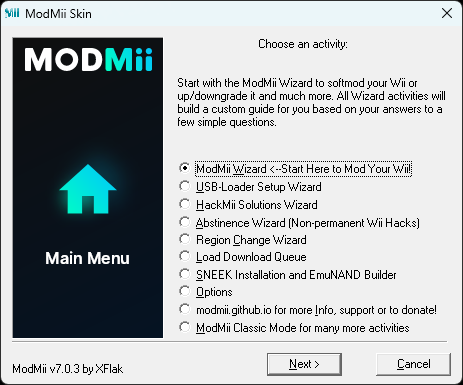 ModMii Skin
MODMii
Main Menu
Choose an activity:
Start with the ModMii Wizard to softmod your Wii or
up/downgrade it and much more. All Wizard activities will
build a custom guide for you based on your answers to a
few simple questions.
ModMii Wizard <--Start Here to Mod Your Wii!
USB-Loader Setup Wizard
HackMii Solutions Wizard
Abstinence Wizard (Non-permanent Wii Hacks)
Region Change Wizard
Load Download Queue
SNEEK Installation and EmuNAND Builder
Options
modmii.github.io for more Info, support or to donate!
ModMii Classic Mode for many more activities
ModMii v7.0.3 by XFlak
Next >
Cancel